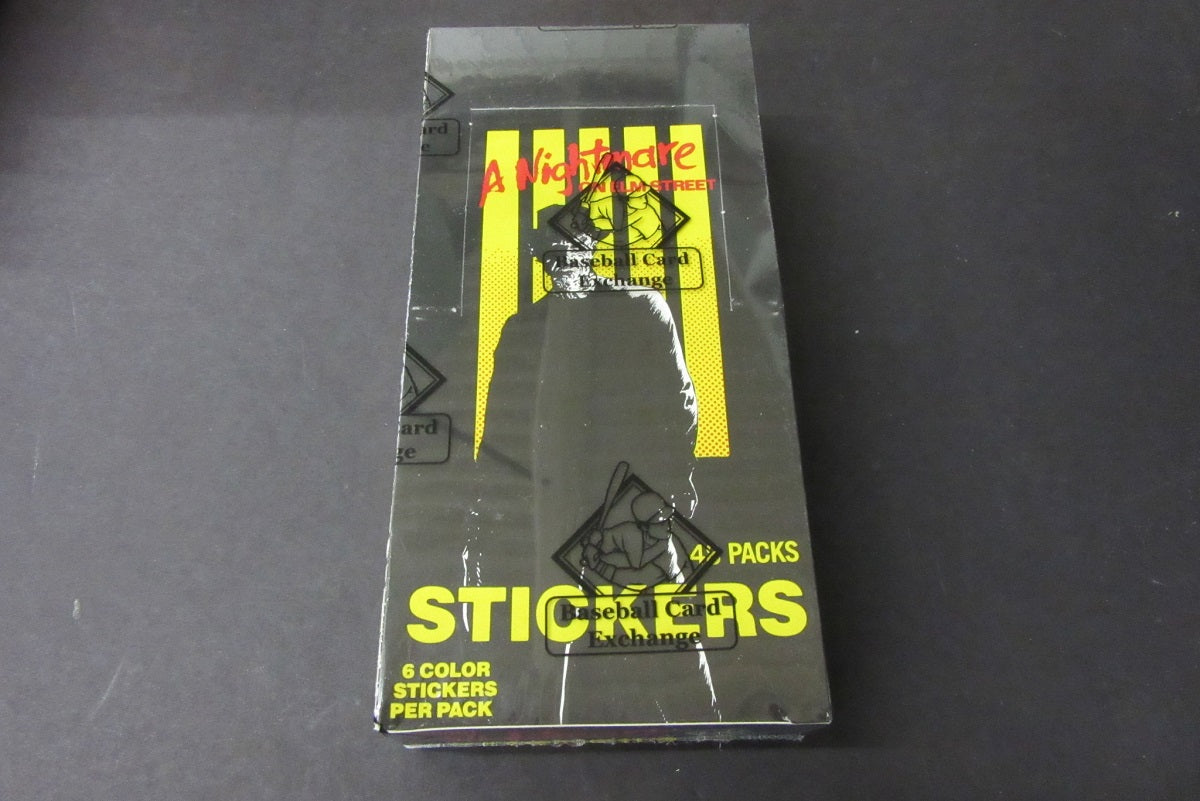 ard
e
A Nightmare
ON ELM STREET
Baseball Card
Exchange
ard
ge
PACKS
STICKERS
Baseball Card
Exchange
6 COLOR
STICKERS
PER PACK